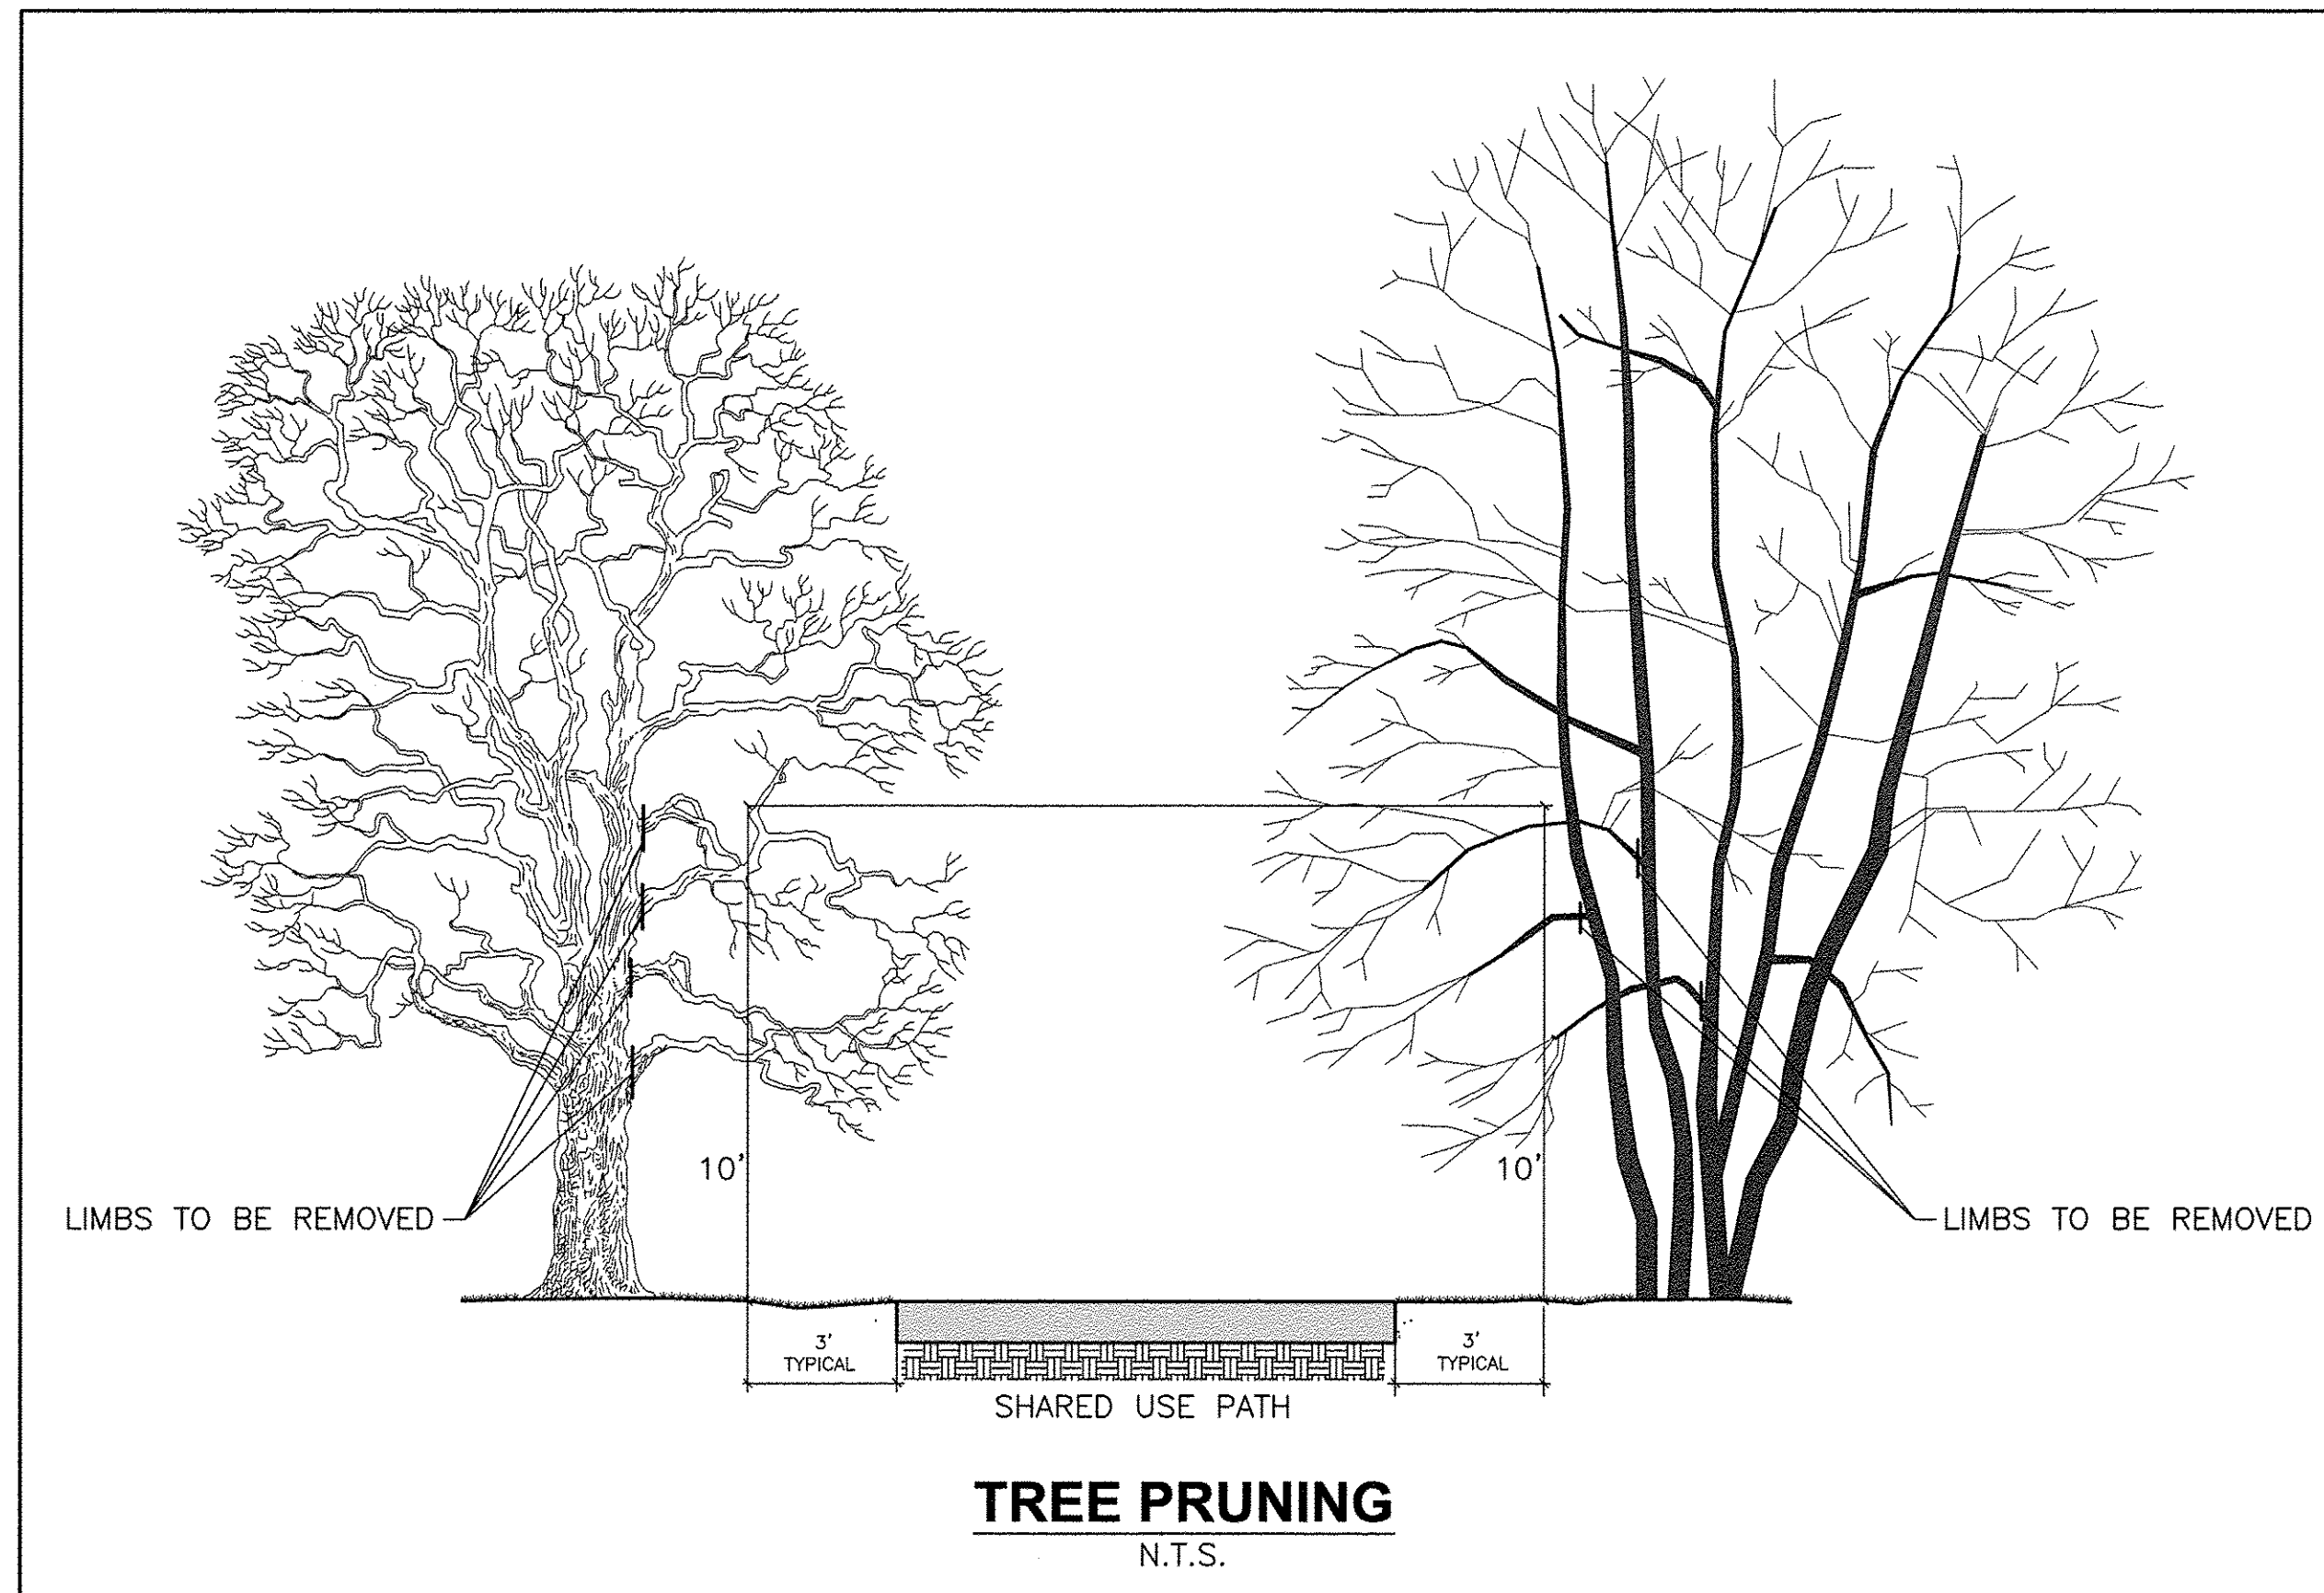 10'
10'
LIMBS TO BE REMOVED
LIMBS TO BE REMOVED
3'
TYPICAL
3'
TYPICAL
SHARED USE PATH
TREE PRUNING
N.T.S.